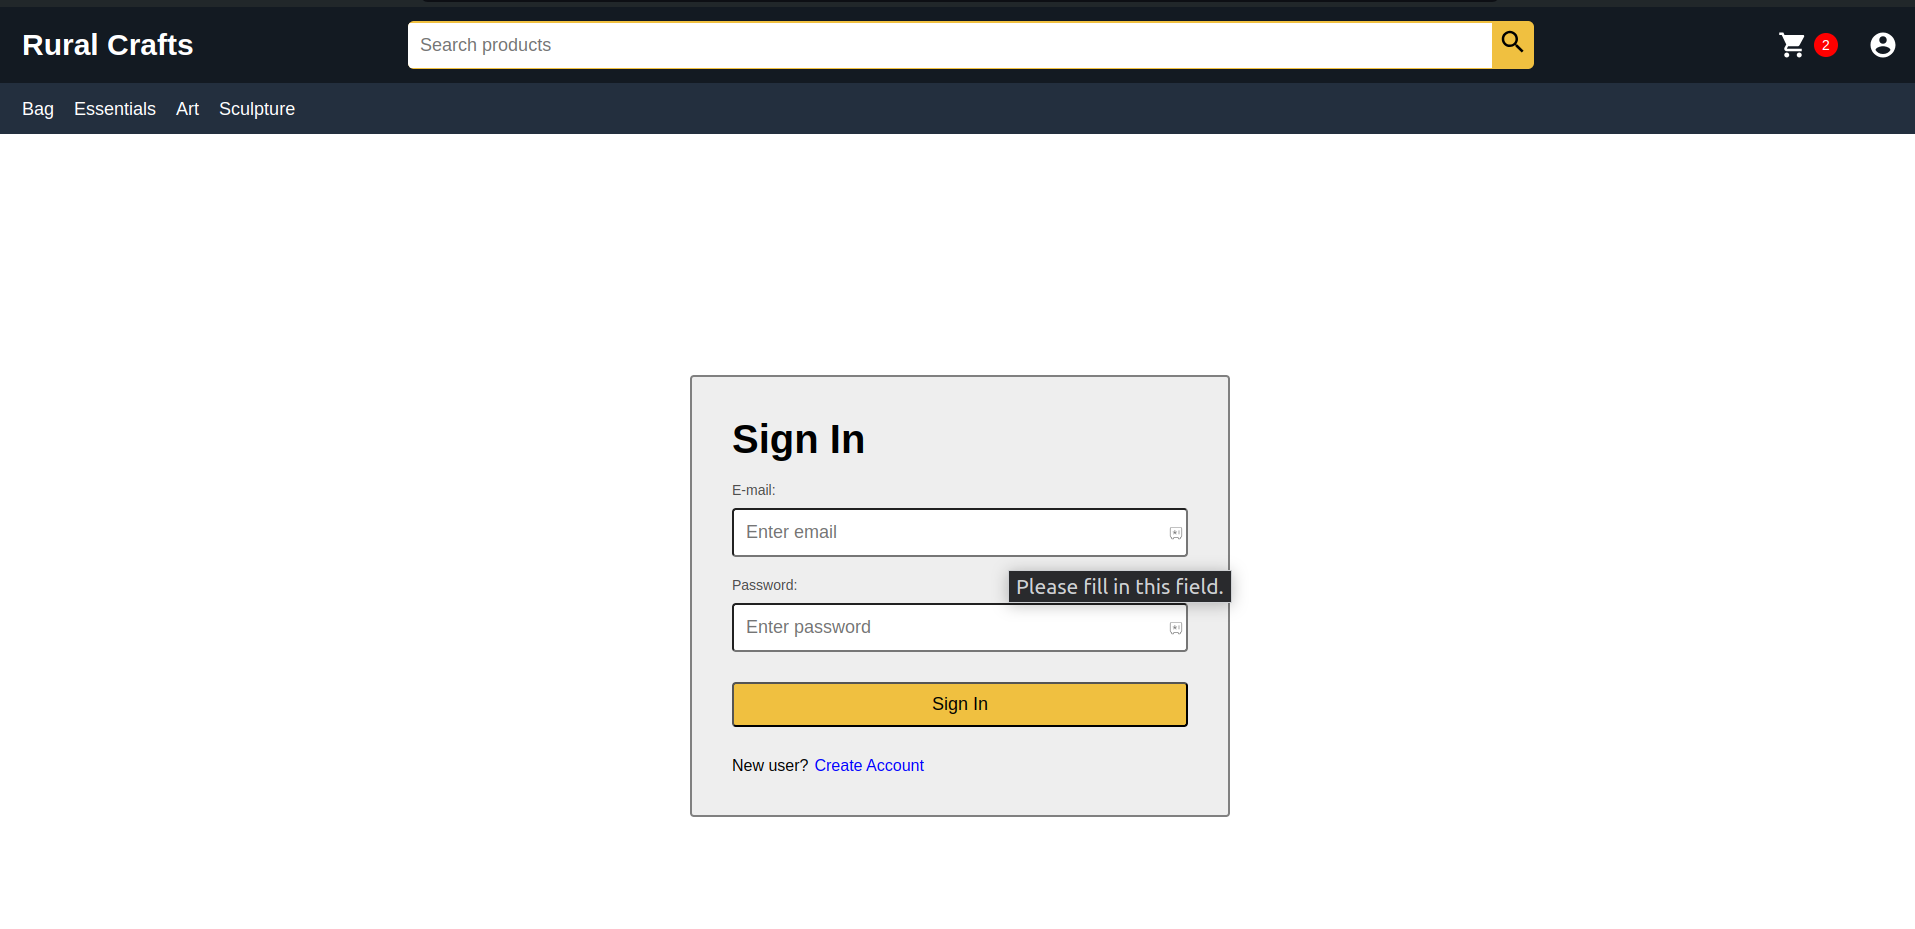 Rural Crafts
Search products
2
Bag Essentials Art Sculpture
Sign In
E-mail:
Enter email
Please fill in this field.
Password:
Enter password
Sign In
New user? Create Account